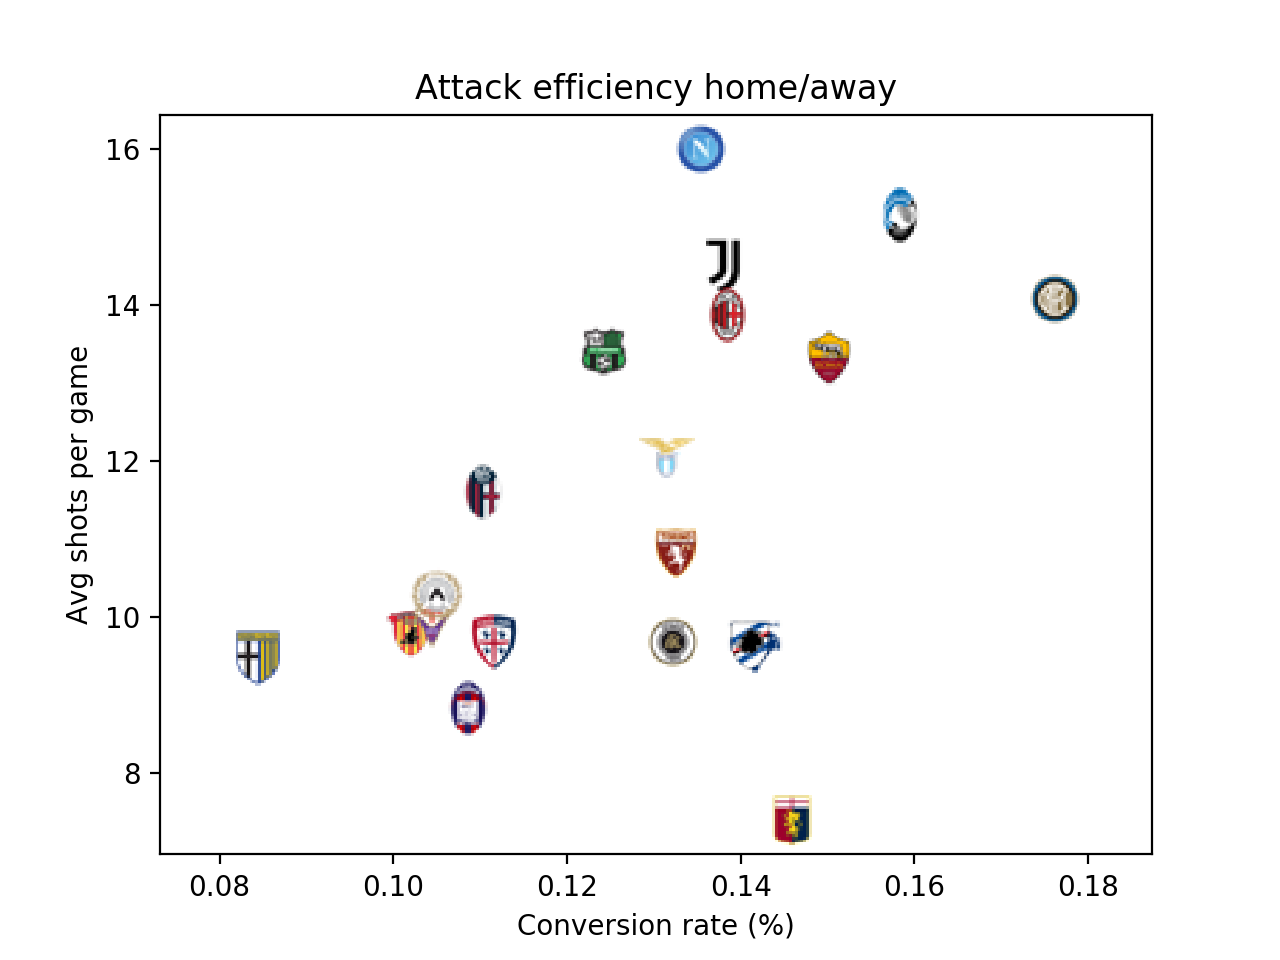 Attack efficiency home/away
16
14
12
10
8
Avg shots per game
0.08 0.10 0.12 0.14 0.16 0.18
Conversion rate (%)
N
TORINO